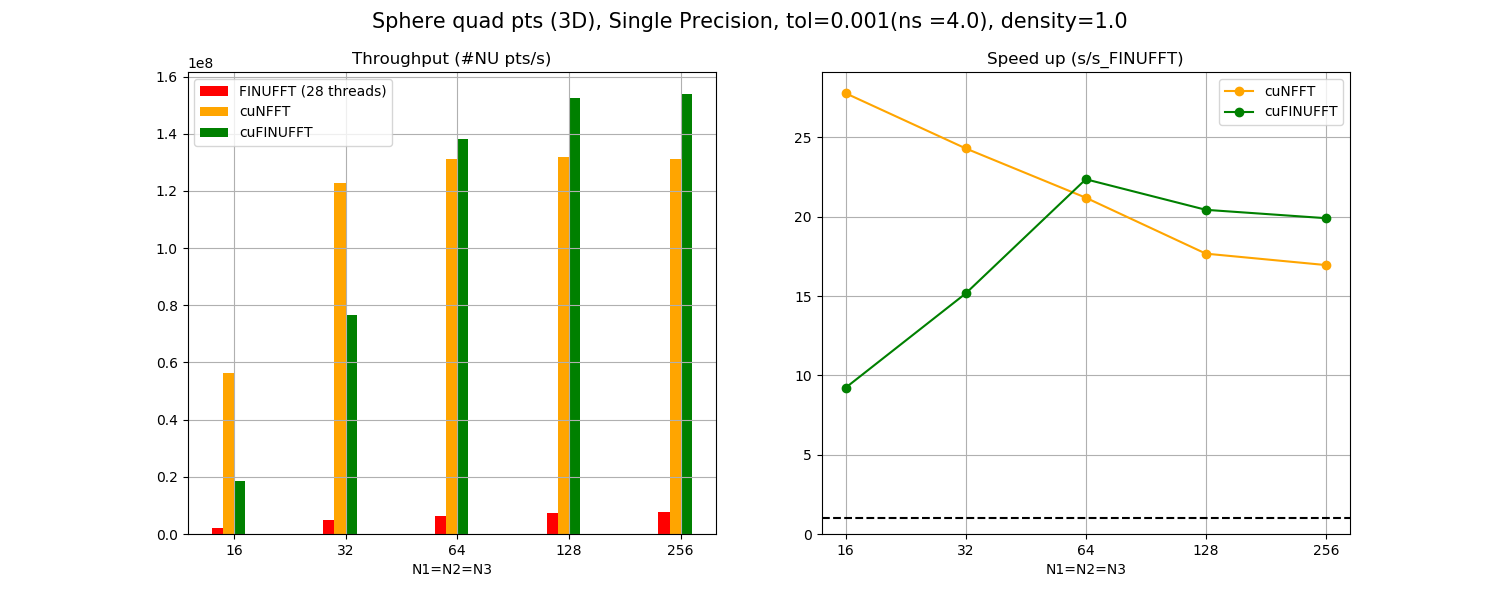 Sphere quad pts (3D), Single Precision, tol=0.001(ns =4.0), density=1.0
Throughput (#NU pts/s)
1e8
1.6
1.4
1.2
1.0
0.8
0.6
0.4
0.2
0.0
FINUFFT (28 threads)
cuNFFT
cuFINUFFT
16 32 64 128 256
N1=N2=N3
Speed up (s/s_FINUFFT)
25
20
15
10
5
0
cuNFFT
cuFINUFFT
16 32 64 128 256
N1=N2=N3